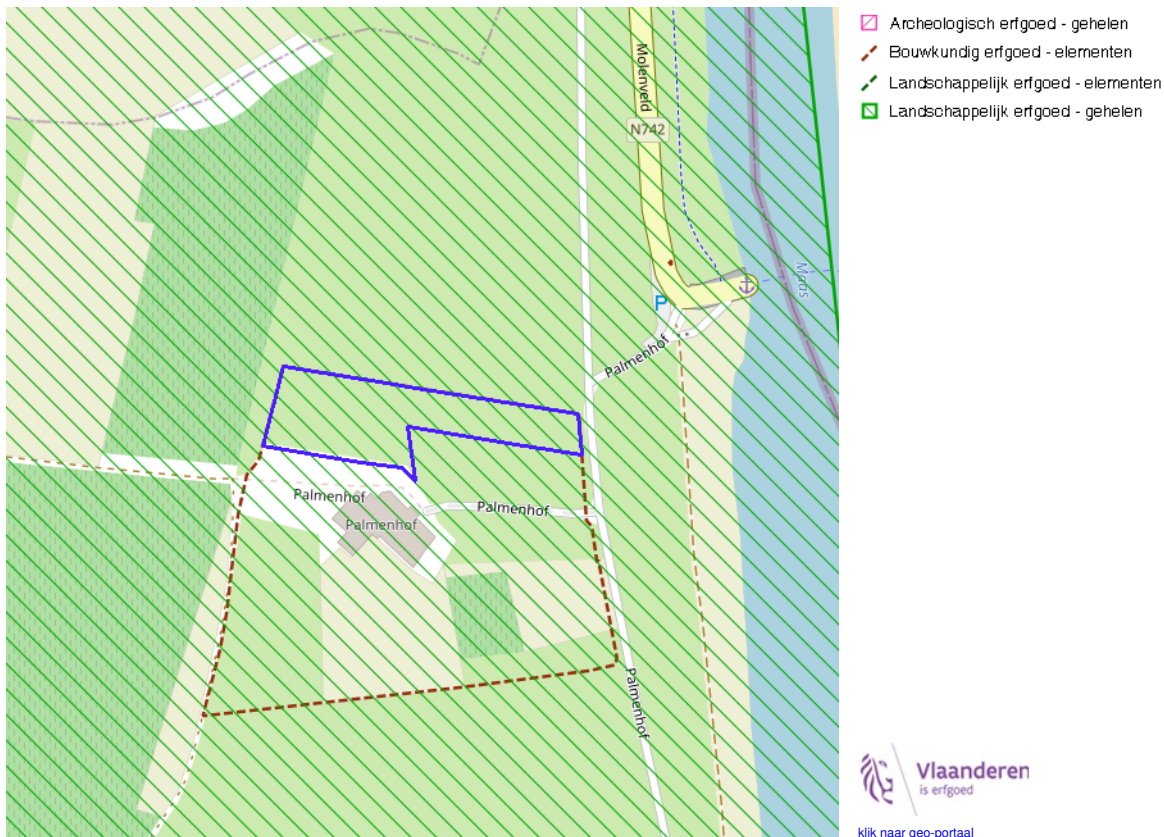 Archeologisch erfgoed - gehelen
Bouwkundig erfgoed - elementen
Landschappelijk erfgoed - elementen
Landschappelijk erfgoed - gehelen
Molenveld
N742
Maas
P
Palmenhof
Palmenhof
Palmenhof
Palmenhof
Palmenhof
Vlaanderen
is erfgoed
klik naar geo-portaal